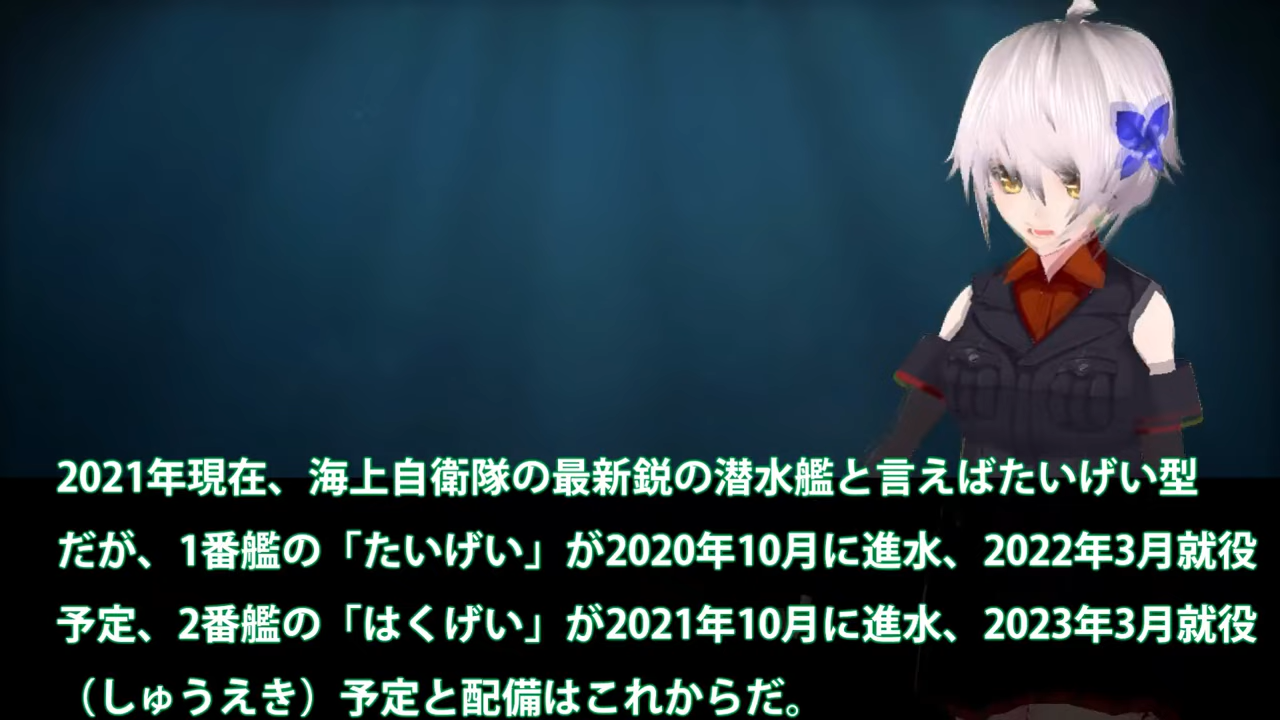 2021年現在、海上自衛隊の最新鋭の潜水艦と言えばたいげい型
だが、1番艦の「たいげい」が2020年10月に進水、2022年3月就役
予定、2番艦の「はくげい」が2021年10月に進水、2023年3月就役
（しゅうえき）予定と配備はこれからだ。